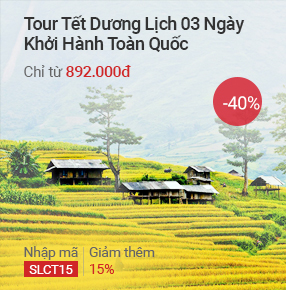 Tour Tết Dương Lịch 03 Ngày
Khởi Hành Toàn Quốc
Chỉ từ 892.000đ
-40%
Nhập mã Giảm thêm
SLCT15 15%